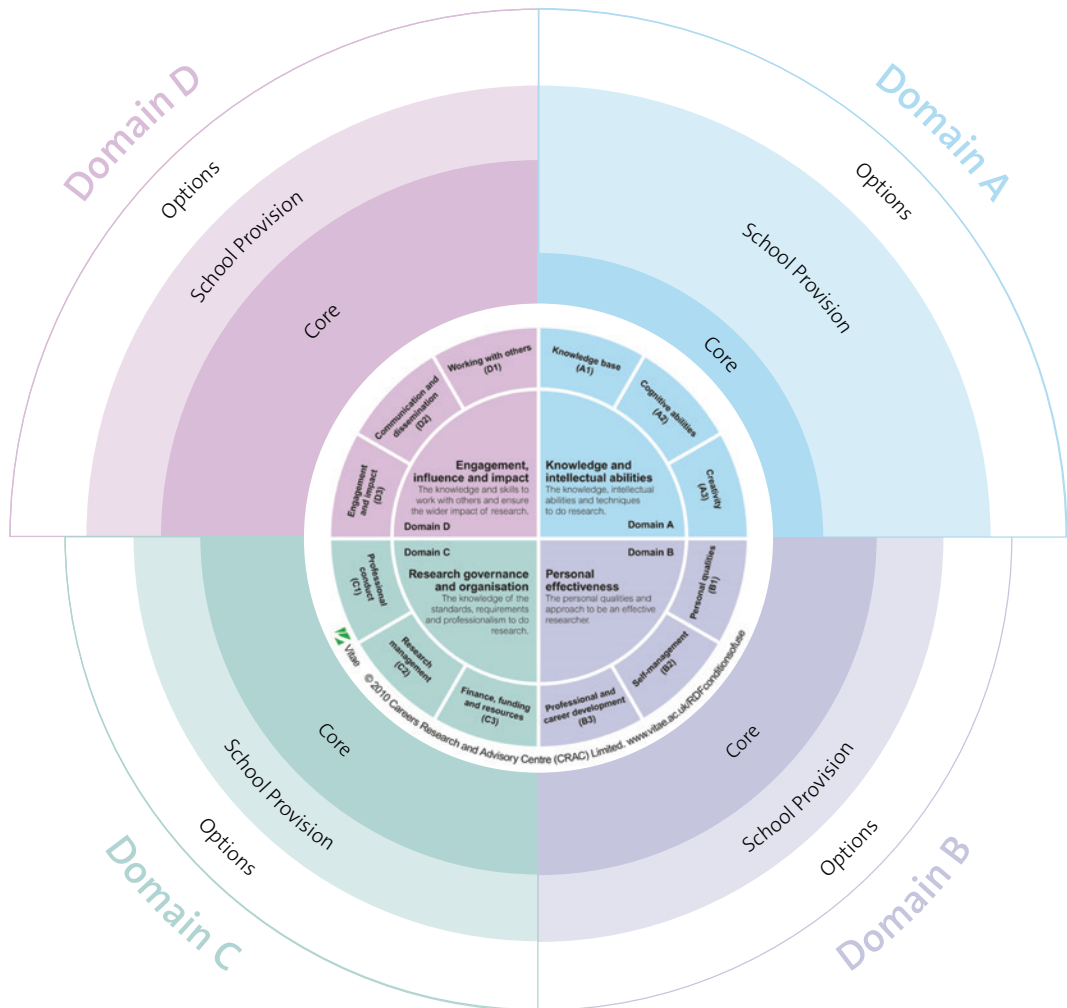 Domain D
Options
School Provision
Core
Domain A
Options
School Provision
Core
Working with others
(D1)
Communication and
dissemination
(D2)
Engagement
and impact
(D3)
Knowledge base
(A1)
Cognitive abilities
(A2)
Creativity
(A3)
Engagement,
influence and impact
The knowledge and skills to
work with others and ensure
the wider impact of research.
Domain D
Knowledge and
intellectual abilities
The knowledge, intellectual
abilities and techniques
to do research.
Domain A
Domain C
Research governance
and organisation
The knowledge of the
standards, requirements
and professionalism to do
research.
Domain B
Personal
effectiveness
The personal qualities and
approach to be an effective
researcher.
Professional
conduct
(C1)
Research
management
(C2)
Finance, funding
and resources
(C3)
Personal qualities
(B1)
Self-management
(B2)
Professional and
career development
(B3)
Vitae © 2010 Careers Research and Advisory Centre (CRAC) Limited. www.vitae.ac.uk/RDFconditionsofuse
Core
School Provision
Options
Domain C
Core
School Provision
Options
Domain B